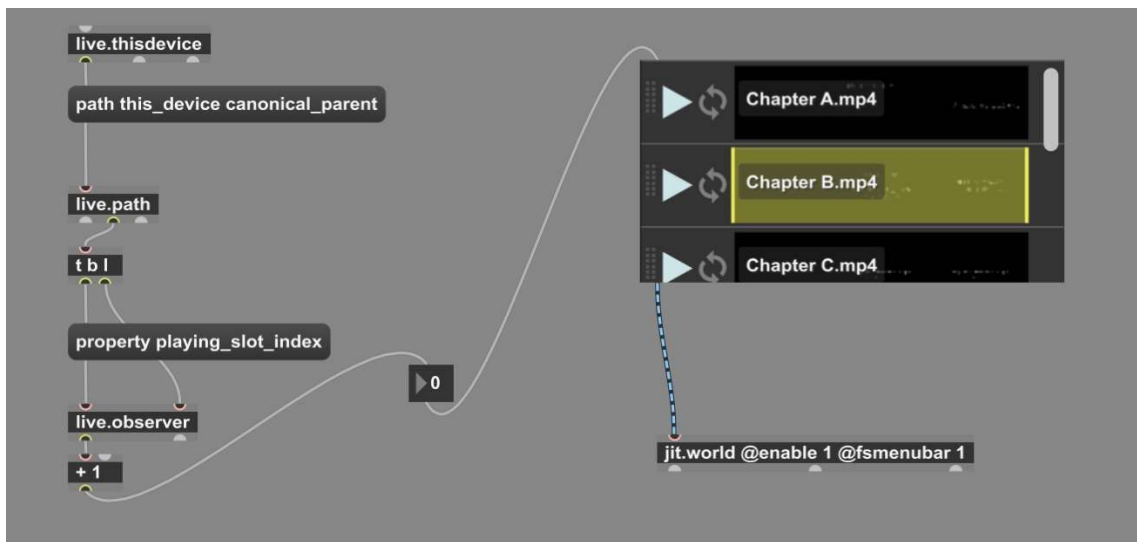 live.thisdevice
path this_device canonical_parent
live.path
t b l
property playing_slot_index
live.observer
+ 1
0
Chapter A.mp4
Chapter B.mp4
Chapter C.mp4
jit.world @enable 1 @fsmenubar 1